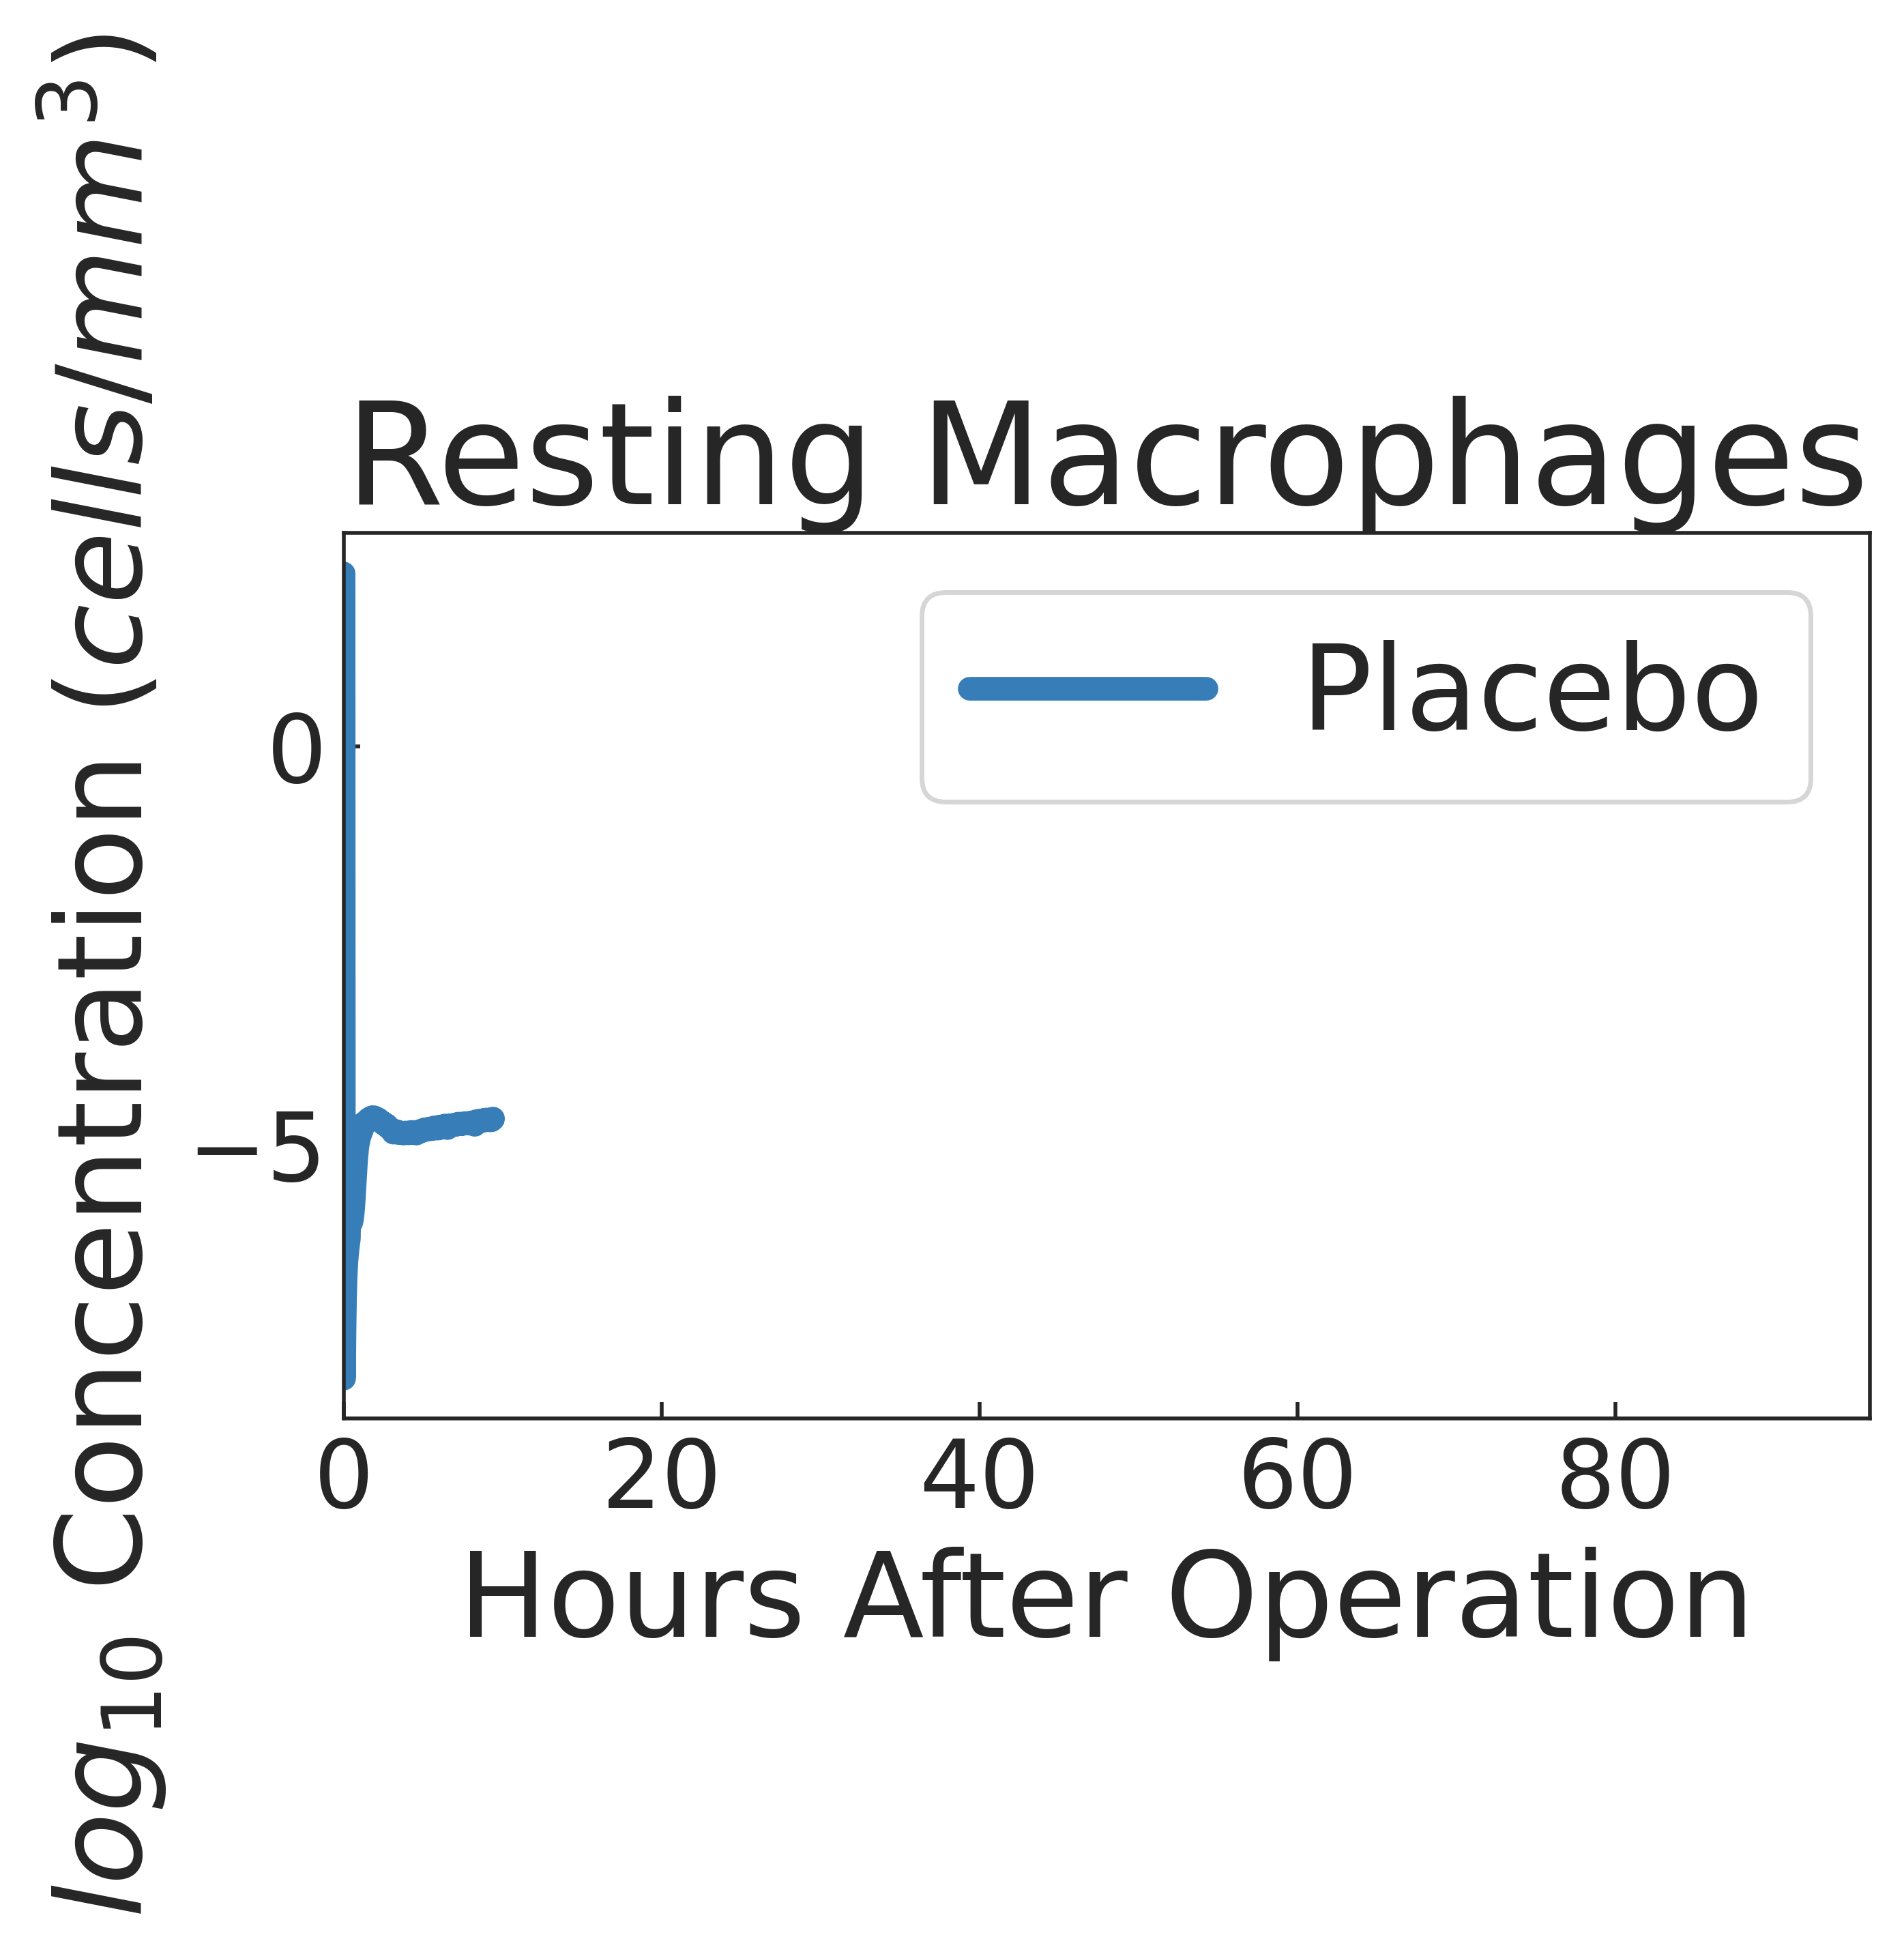 Resting Macrophages
log10 Concentration (cells/mm3)
Placebo
0
−5
0 20 40 60 80
Hours After Operation